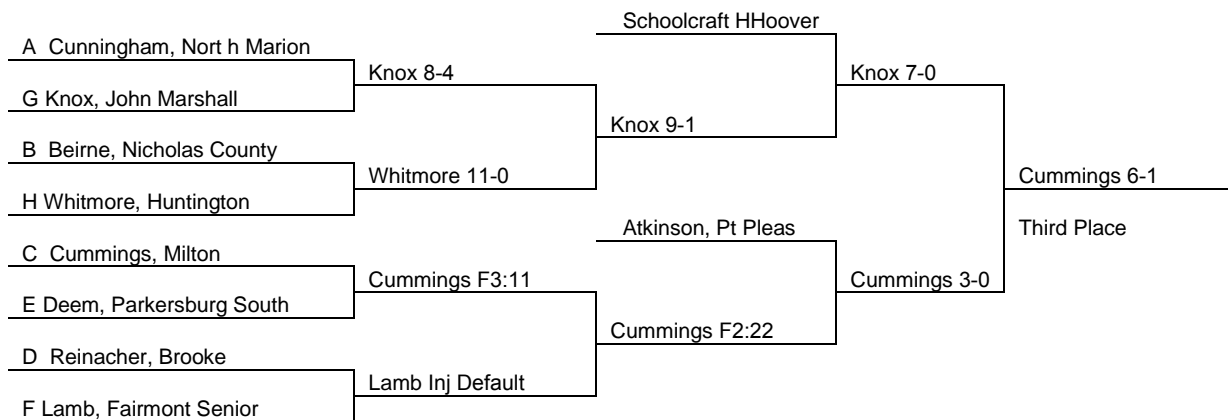 Schoolcraft HHoover
A  Cunningham, Nort h Marion
Knox 8-4
Knox 7-0
G Knox, John Marshall
Knox 9-1
B  Beirne, Nicholas County
Whitmore 11-0
Cummings 6-1
H Whitmore, Huntington
Atkinson, Pt Pleas
Third Place
C  Cummings, Milton
Cummings F3:11
Cummings 3-0
E Deem, Parkersburg South
Cummings F2:22
D  Reinacher, Brooke
Lamb Inj Default
F Lamb, Fairmont Senior